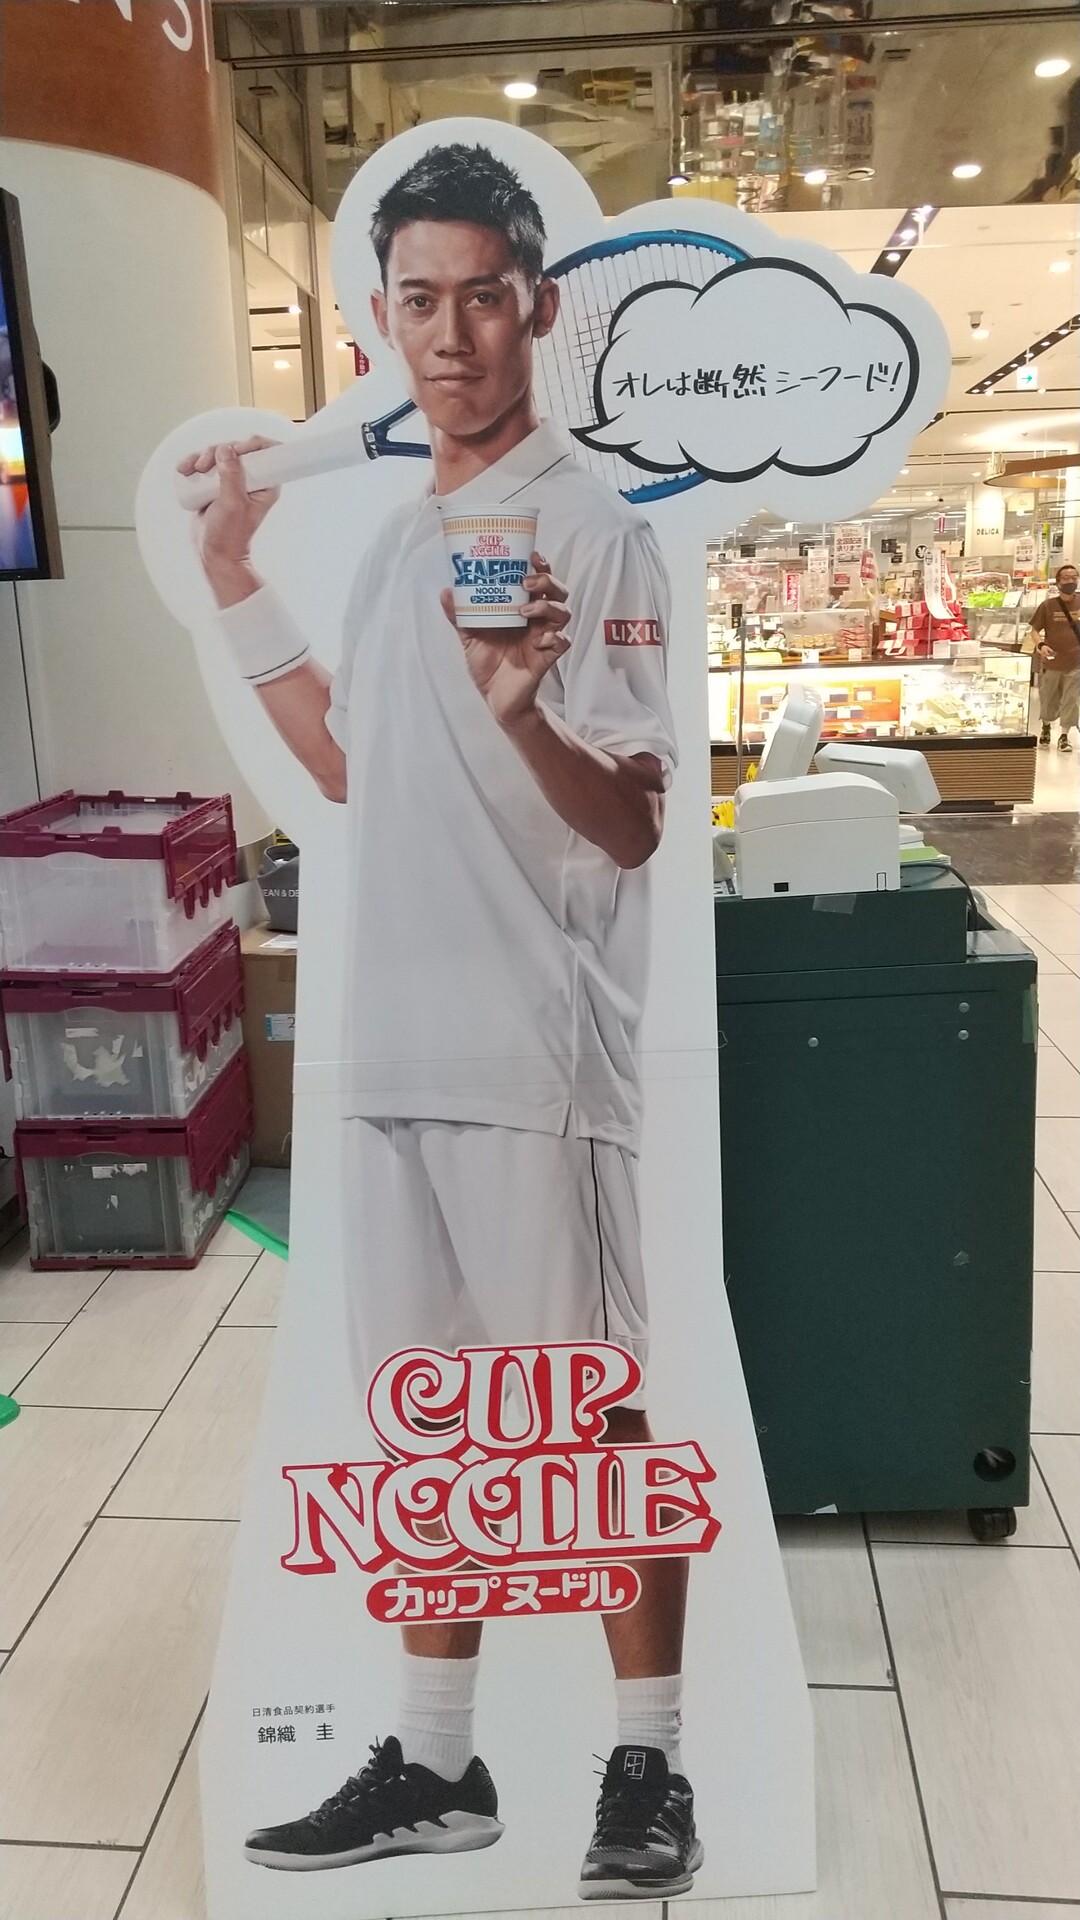 オレは断然シーフード!
CUP
NOODLE
SEAFOOD
NOODLE
シーフードヌードル
LIXIL
DELICA
CUP
NOODLE
カップヌードル
日清食品契約選手
錦織 圭